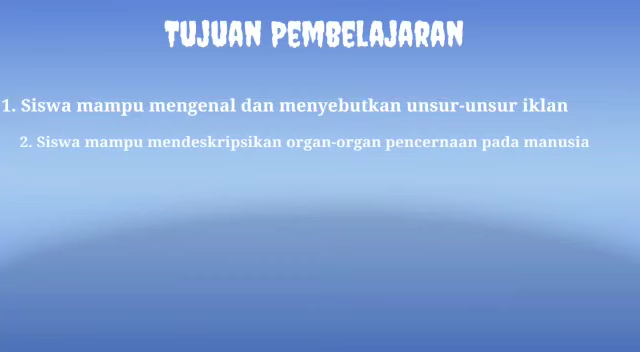 TUJUAN PEMBELAJARAN
1. Siswa mampu mengenal dan menyebutkan unsur-unsur iklan
2. Siswa mampu mendeskripsikan organ-organ pencernaan pada manusia